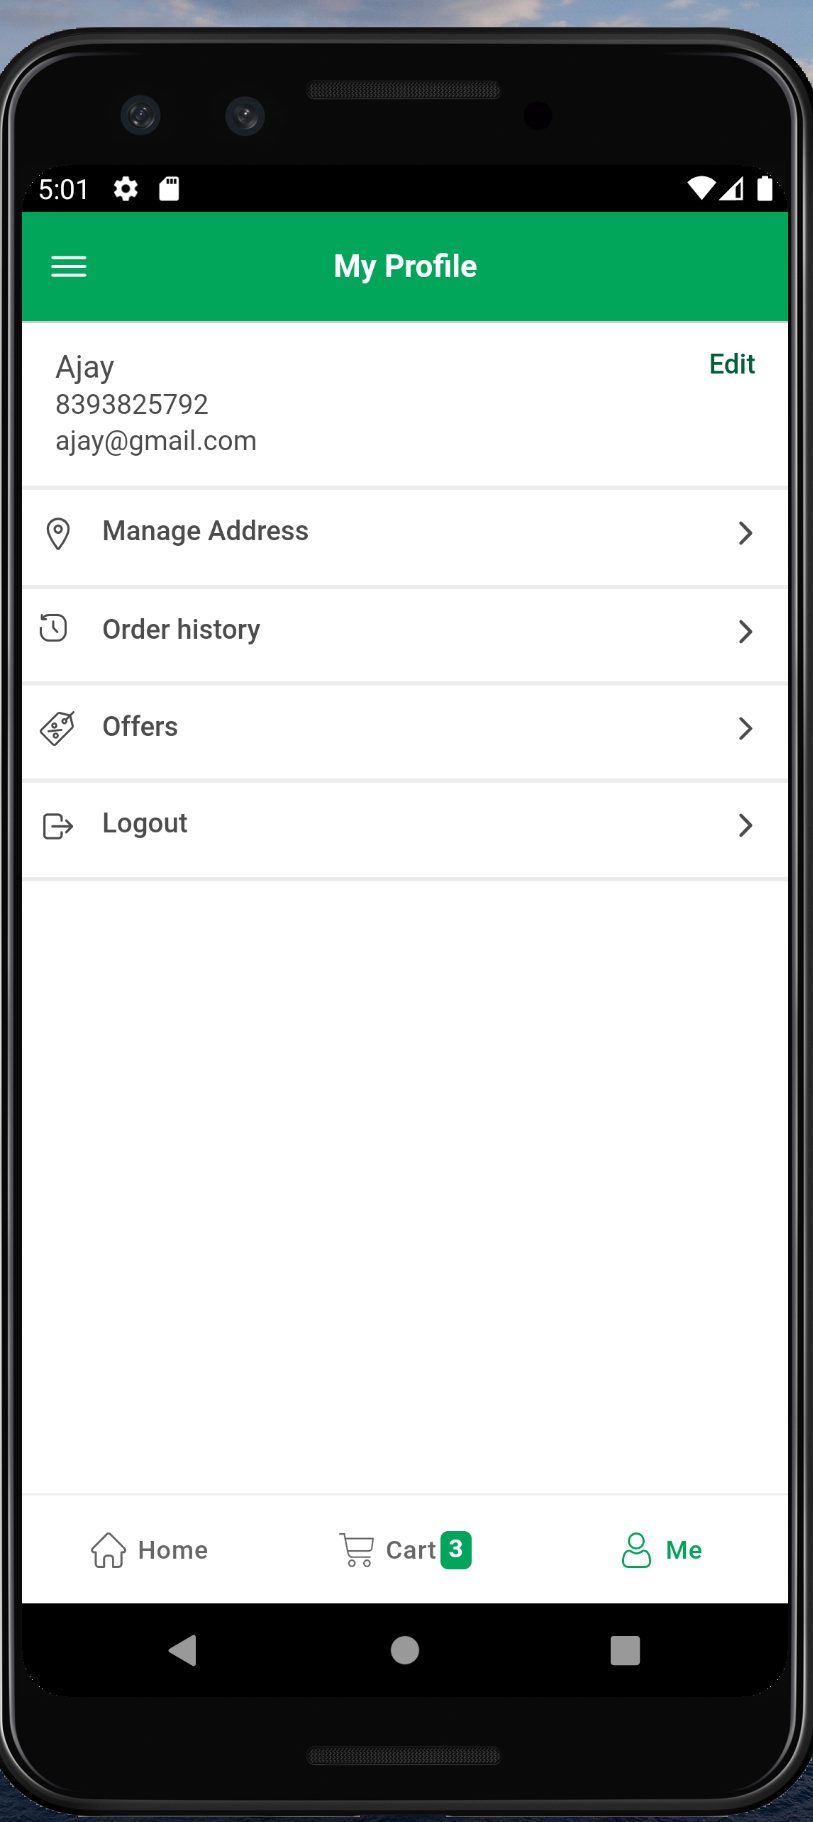 5:01
My Profile
Ajay
Edit
8393825792
ajay@gmail.com
Manage Address
Order history
Offers
Logout
Home
Cart 3
Me